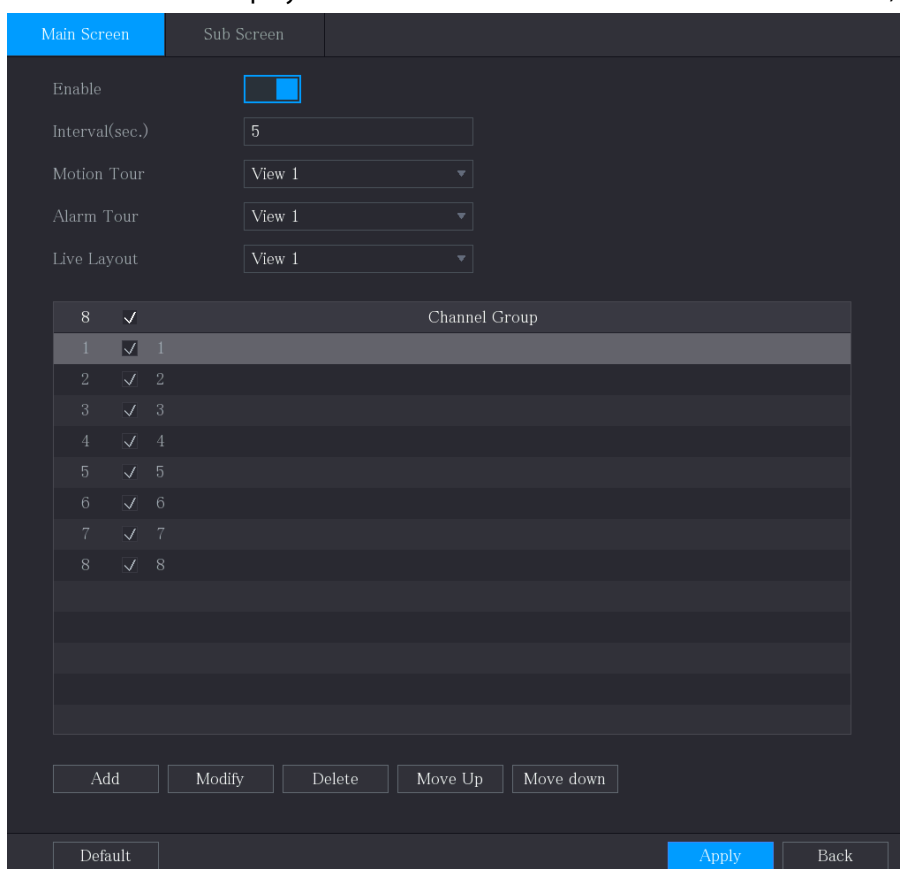 Main Screen Sub Screen
Enable
Interval(sec.) 5
Motion Tour View 1
Alarm Tour View 1
Live Layout View 1
8 Channel Group
1 1
2 2
3 3
4 4
5 5
6 6
7 7
8 8
Add Modify Delete Move Up Move down
Default Apply Back